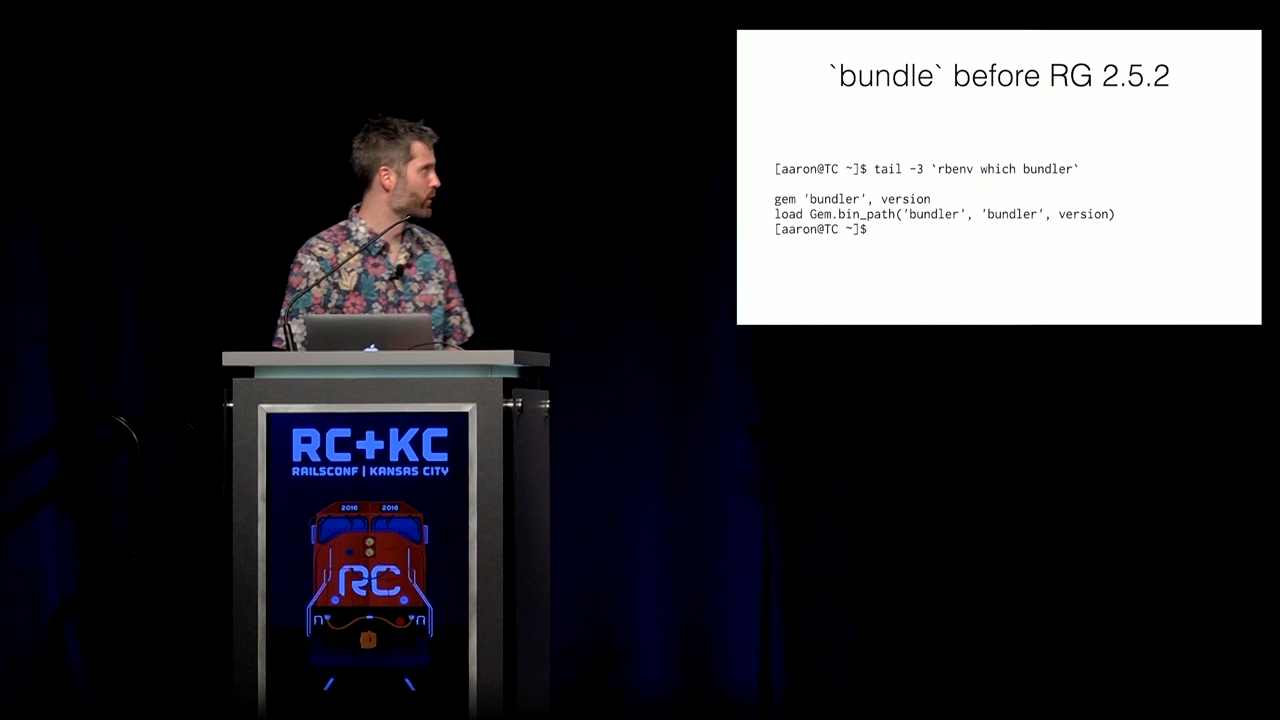 `bundle` before RG 2.5.2
[aaron@TC ~]$ tail -3 `rbenv which bundler`
gem 'bundler', version
load Gem.bin_path('bundler', 'bundler', version)
[aaron@TC ~]$
RC+KC
RAILSCONF | KANSAS CITY
2016 2016
RC